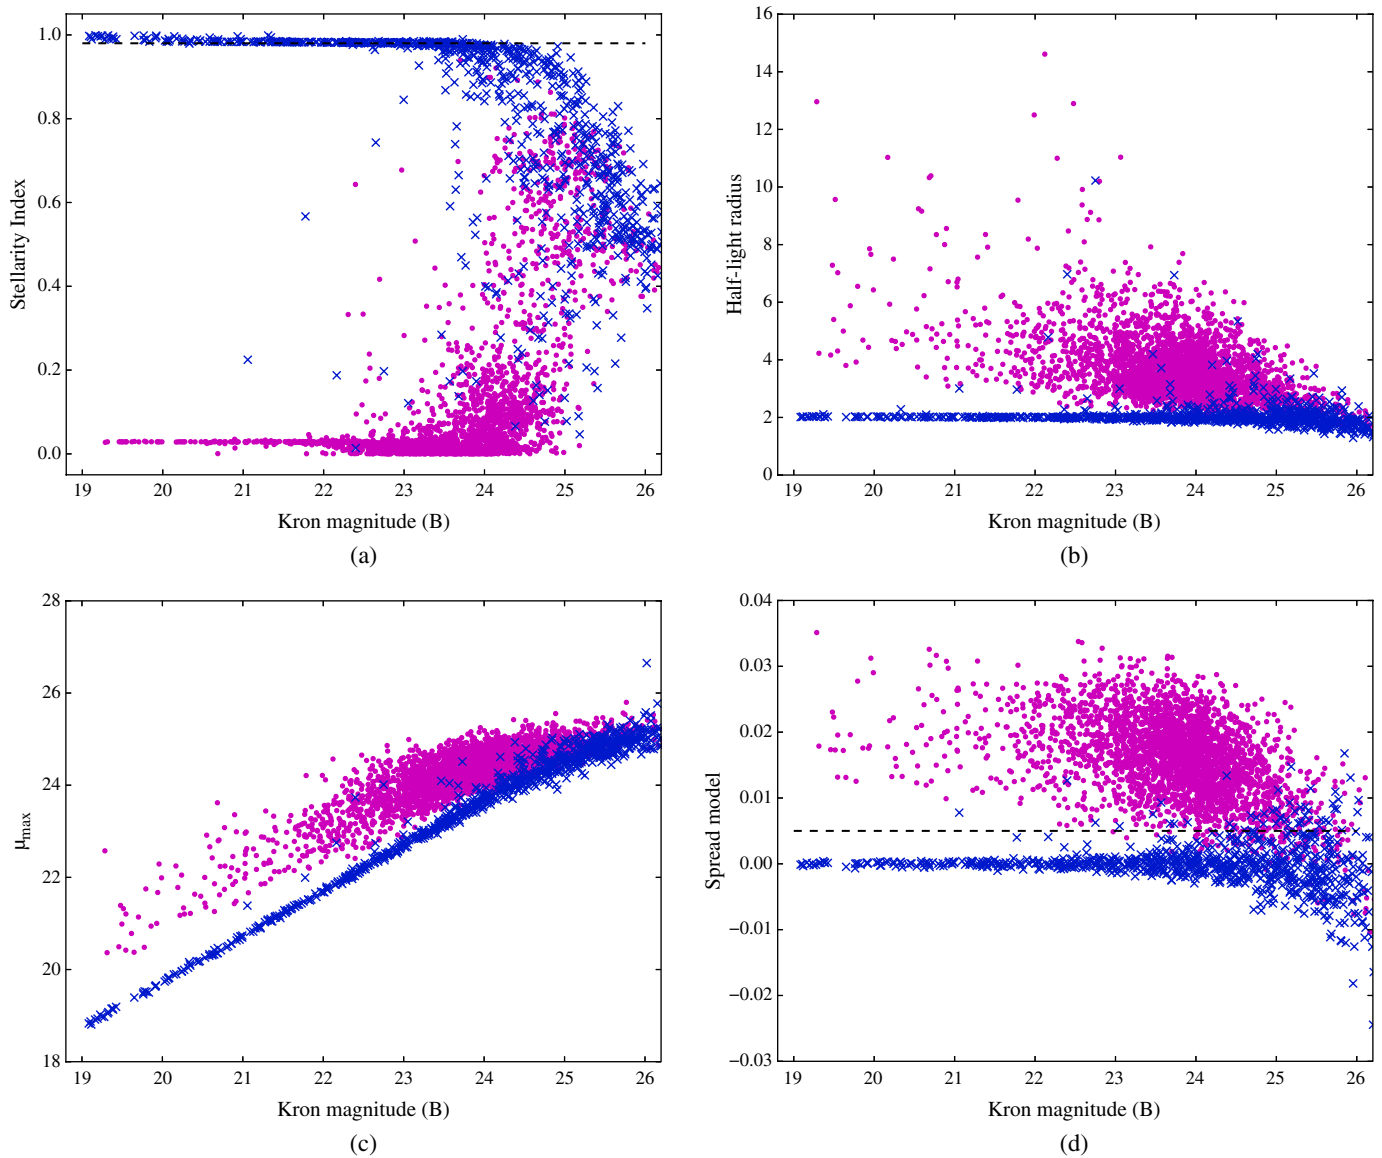 1.0
0.8
0.6
0.4
0.2
0.0
Stellarity Index
19 20 21 22 23 24 25 26
Kron magnitude (B)
(a)
16
14
12
10
8
6
4
2
0
Half-light radius
19 20 21 22 23 24 25 26
Kron magnitude (B)
(b)
28
26
24
22
20
18
μmax
19 20 21 22 23 24 25 26
Kron magnitude (B)
(c)
0.04
0.03
0.02
0.01
0.00
−0.01
−0.02
−0.03
Spread model
19 20 21 22 23 24 25 26
Kron magnitude (B)
(d)